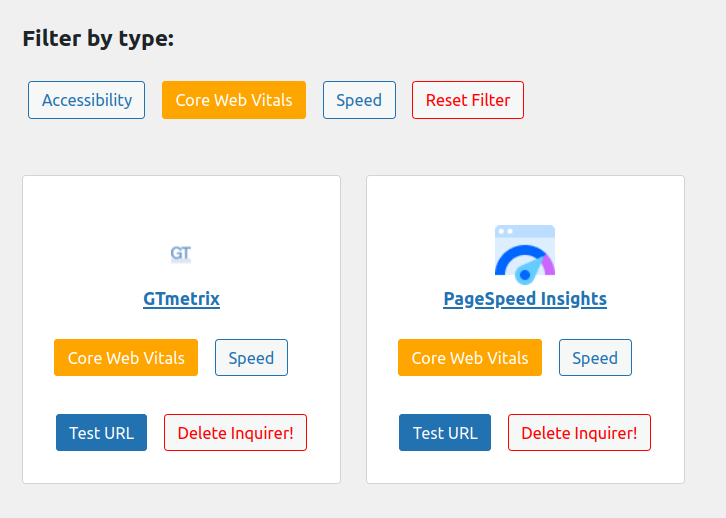 Filter by type:
Accessibility Core Web Vitals Speed Reset Filter
GT
GTmetrix PageSpeed Insights
Core Web Vitals Speed Core Web Vitals Speed
Test URL Delete Inquirer! Test URL Delete Inquirer!